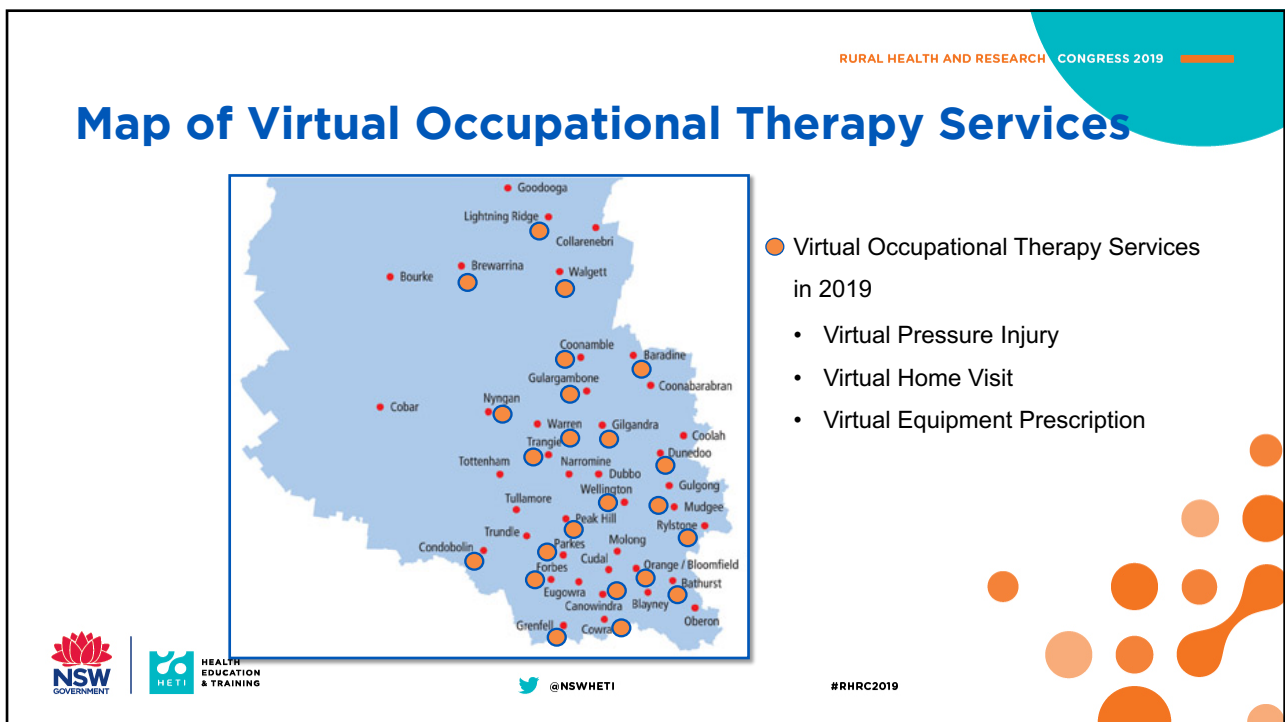 RURAL HEALTH AND RESEARCH CONGRESS 2019
Map of Virtual Occupational Therapy Services
Goodooga
Lightning Ridge
Collarenebri
Brewarrina
Bourke
Walgett
Coonamble
Baradine
Gulargambone
Coonabarabran
Nyngan
Cobar
Warren
Gilgandra
Coolah
Trangie
Dunedoo
Tottenham
Narromine
Dubbo
Gulgong
Wellington
Tullamore
Mudgee
Peak Hill
Rylstone
Trundle
Molong
Condobolin
Parkes
Cudal
Orange / Bloomfield
Forbes
Bathurst
Eugowra
Canowindra
Blayney
Oberon
Grenfell
Cowra
Virtual Occupational Therapy Services
in 2019
• Virtual Pressure Injury
• Virtual Home Visit
• Virtual Equipment Prescription
NSW
GOVERNMENT
HETI
HEALTH
EDUCATION
& TRAINING
@NSWHETI
#RHRC2019